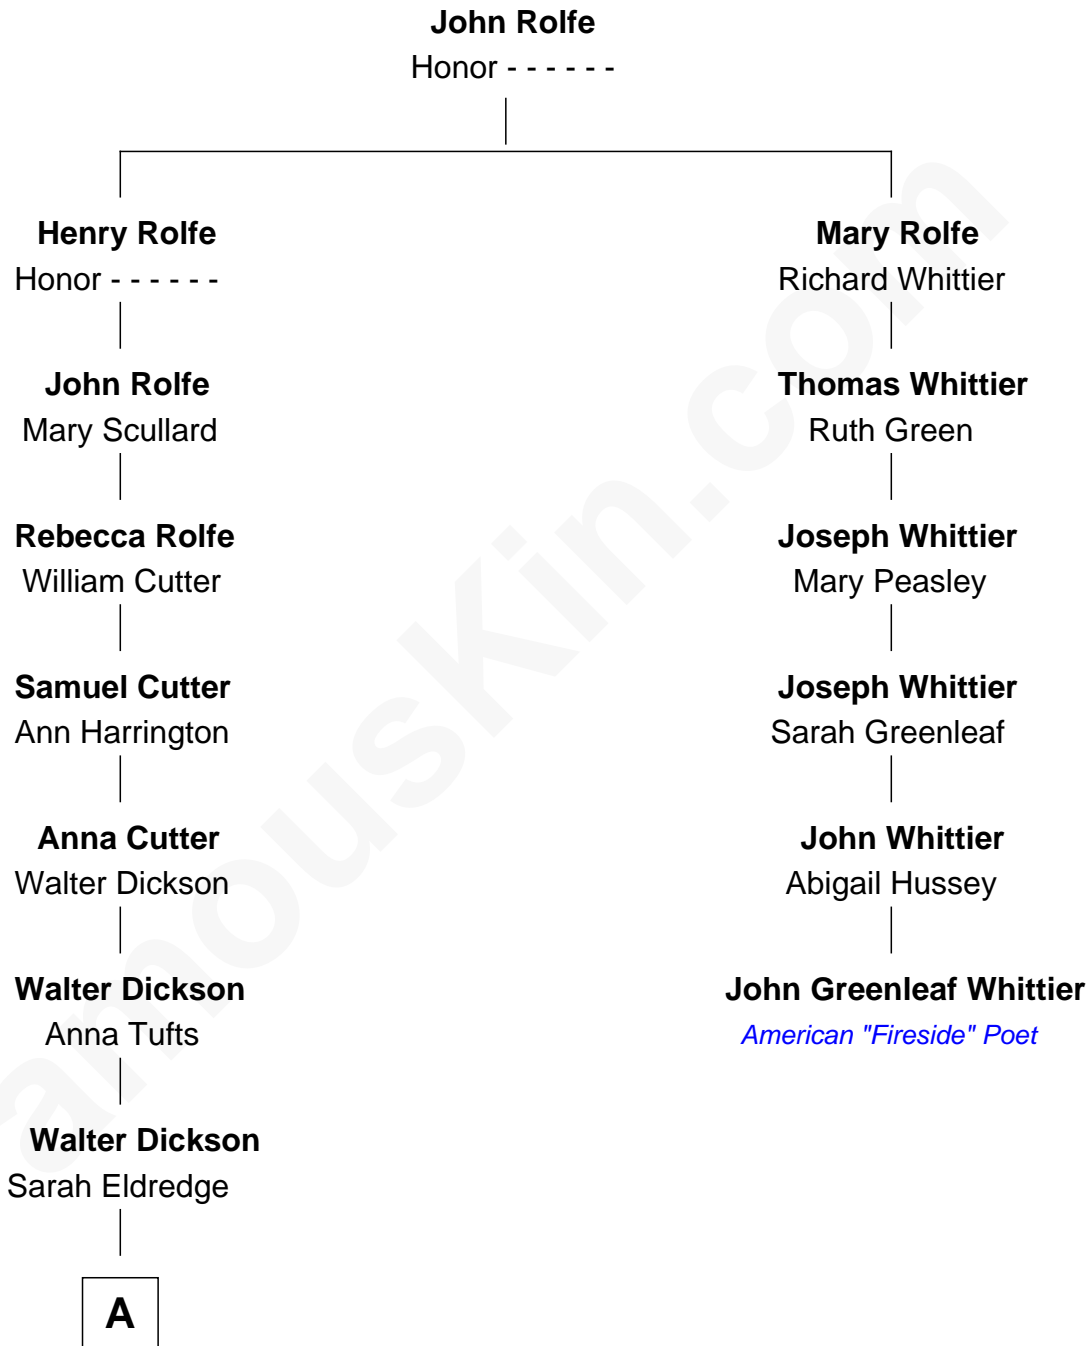 John Rolfe
Honor - - - - - -
Henry Rolfe
Honor - - - - - -
Mary Rolfe
Richard Whittier
John Rolfe
Mary Scullard
Thomas Whittier
Ruth Green
Rebecca Rolfe
William Cutter
Joseph Whittier
Mary Peasley
Samuel Cutter
Ann Harrington
Joseph Whittier
Sarah Greenleaf
Anna Cutter
Walter Dickson
John Whittier
Abigail Hussey
Walter Dickson
Anna Tufts
John Greenleaf Whittier
American "Fireside" Poet
Walter Dickson
Sarah Eldredge
A
amousKin.com